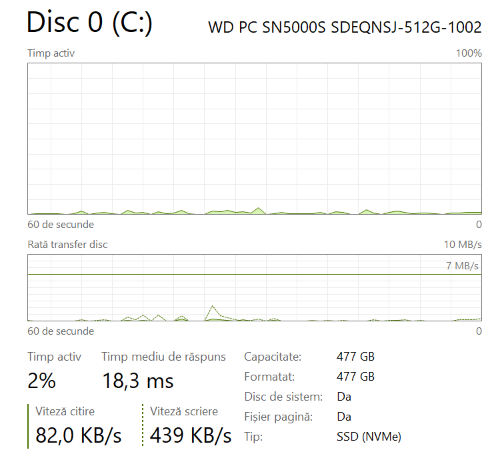 Disc 0 (C:) WD PC SN5000S SDEQNSJ-512G-1002
Timp activ 100%
60 de secunde 0
Rată transfer disc 10 MB/s
7 MB/s
60 de secunde 0
Timp activ Timp mediu de răspuns
2% 18,3 ms
Viteză citire Viteză scriere
82,0 KB/s 439 KB/s
Capacitate: 477 GB
Formatat: 477 GB
Disc de sistem: Da
Fișier pagină: Da
Tip: SSD (NVMe)